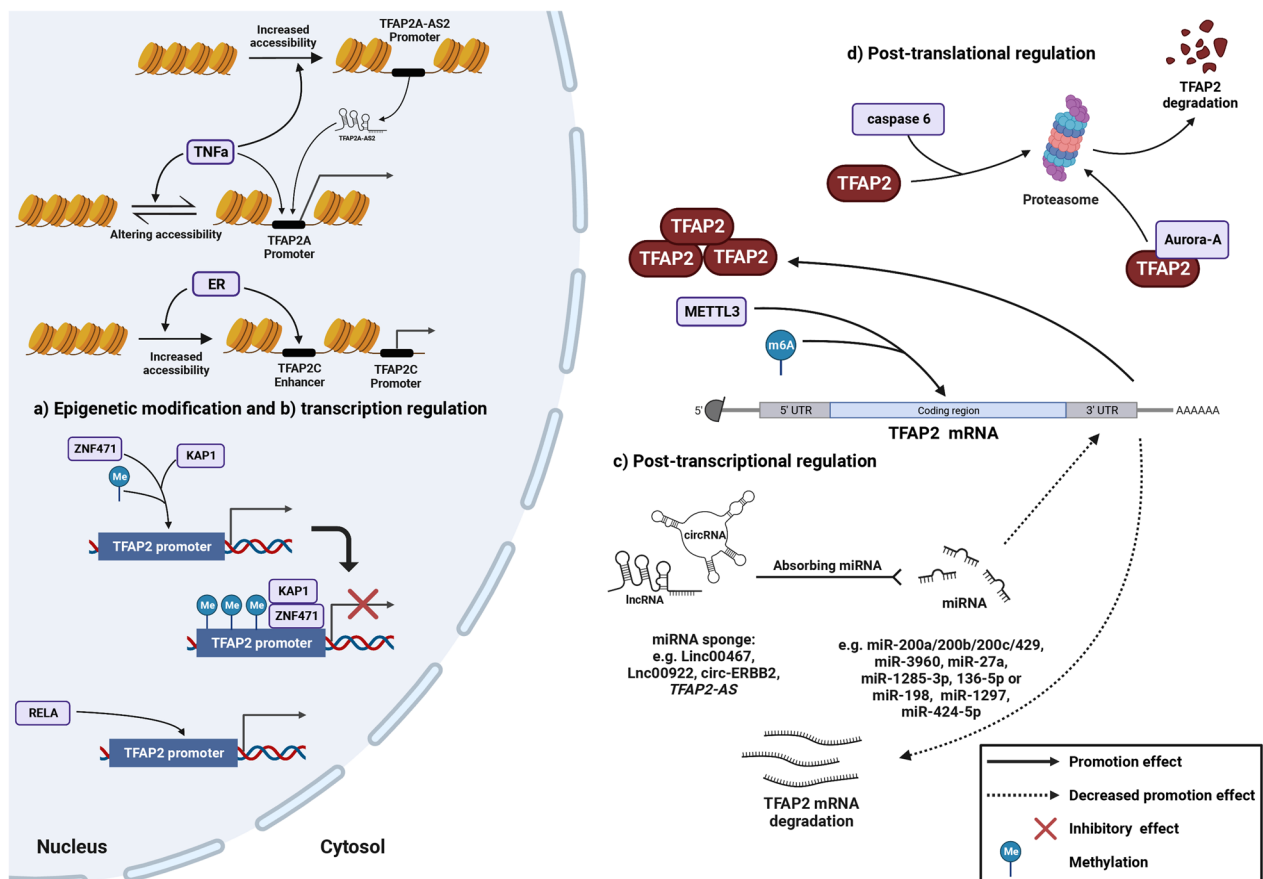 Increased
accessibility
TFAP2A-AS2
Promoter
TFAP2A-AS2
TNFa
Altering accessibility
TFAP2A
Promoter
ER
Increased
accessibility
TFAP2C
Enhancer
TFAP2C
Promoter
a) Epigenetic modification and b) transcription regulation
ZNF471
KAP1
Me
TFAP2 promoter
Me Me Me
KAP1
ZNF471
TFAP2 promoter
RELA
TFAP2 promoter
Nucleus
Cytosol
d) Post-translational regulation
caspase 6
TFAP2
Proteasome
TFAP2
degradation
Aurora-A
TFAP2
TFAP2
TFAP2
TFAP2
METTL3
m6A
5'
5' UTR
Coding region
3' UTR
AAAAAA
TFAP2 mRNA
c) Post-transcriptional regulation
circRNA
lncRNA
Absorbing miRNA
miRNA
miRNA sponge:
e.g. Linc00467,
Lnc00922, circ-ERBB2,
TFAP2-AS
e.g. miR-200a/200b/200c/429,
miR-3960, miR-27a,
miR-1285-3p, 136-5p or
miR-198, miR-1297,
miR-424-5p
TFAP2 mRNA
degradation
Promotion effect
Decreased promotion effect
Inhibitory effect
Me
Methylation